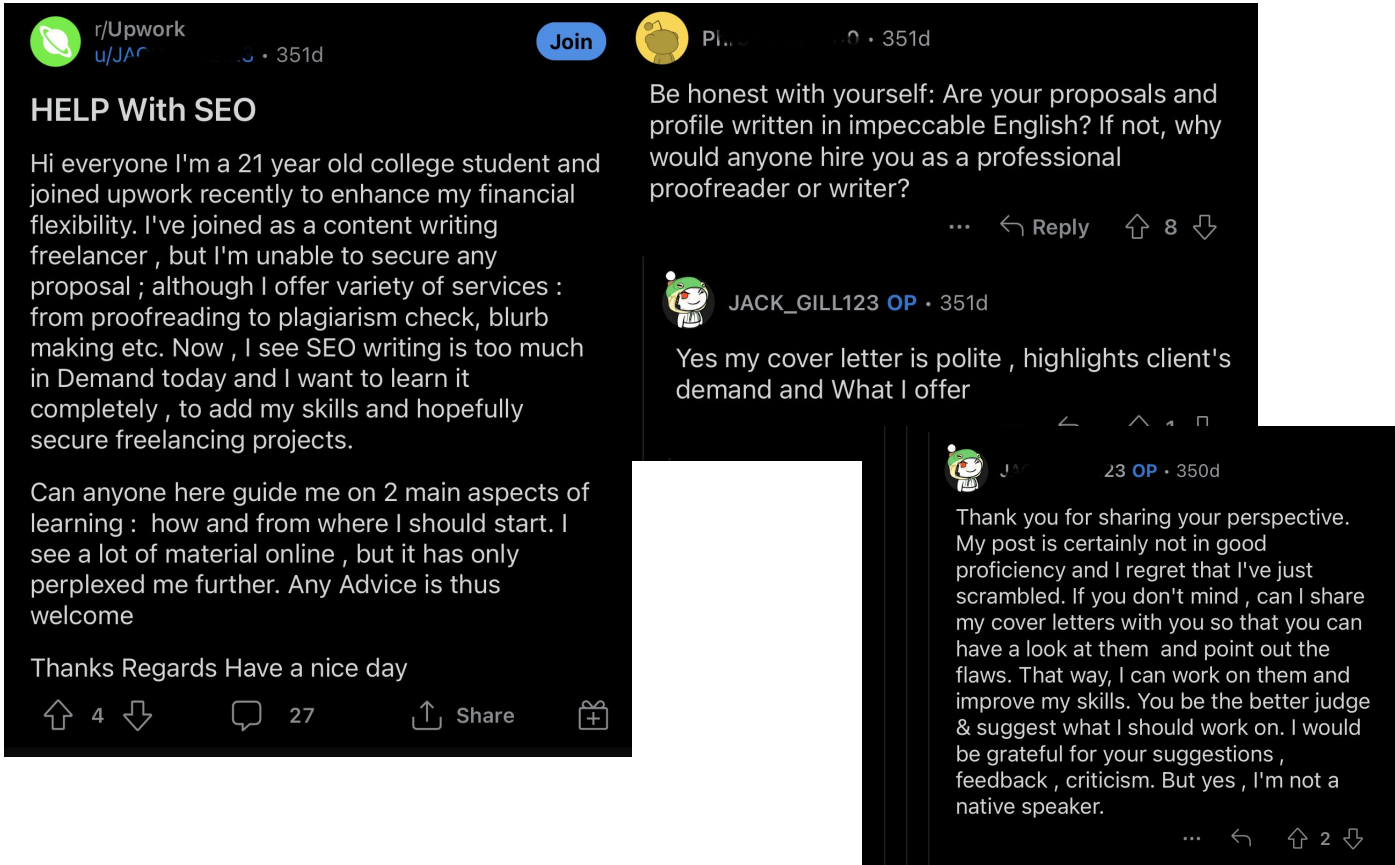 r/Upwork
351d
Join
HELP With SEO
Hi everyone I'm a 21 year old college student and
joined upwork recently to enhance my financial
flexibility. I've joined as a content writing
freelancer , but I'm unable to secure any
proposal ; although I offer variety of services :
from proofreading to plagiarism check, blurb
making etc. Now , I see SEO writing is too much
in Demand today and I want to learn it
completely , to add my skills and hopefully
secure freelancing projects.
Can anyone here guide me on 2 main aspects of
learning :  how and from where I should start. I
see a lot of material online , but it has only
perplexed me further. Any Advice is thus
welcome
Thanks Regards Have a nice day
4 27 Share
• 351d
Be honest with yourself: Are your proposals and
profile written in impeccable English? If not, why
would anyone hire you as a professional
proofreader or writer?
... Reply 8
JACK_GILL123 OP • 351d
Yes my cover letter is polite , highlights client's
demand and What I offer
23 OP • 350d
Thank you for sharing your perspective.
My post is certainly not in good
proficiency and I regret that I've just
scrambled. If you don't mind , can I share
my cover letters with you so that you can
have a look at them  and point out the
flaws. That way, I can work on them and
improve my skills. You be the better judge
& suggest what I should work on. I would
be grateful for your suggestions ,
feedback , criticism. But yes , I'm not a
native speaker.
... 2